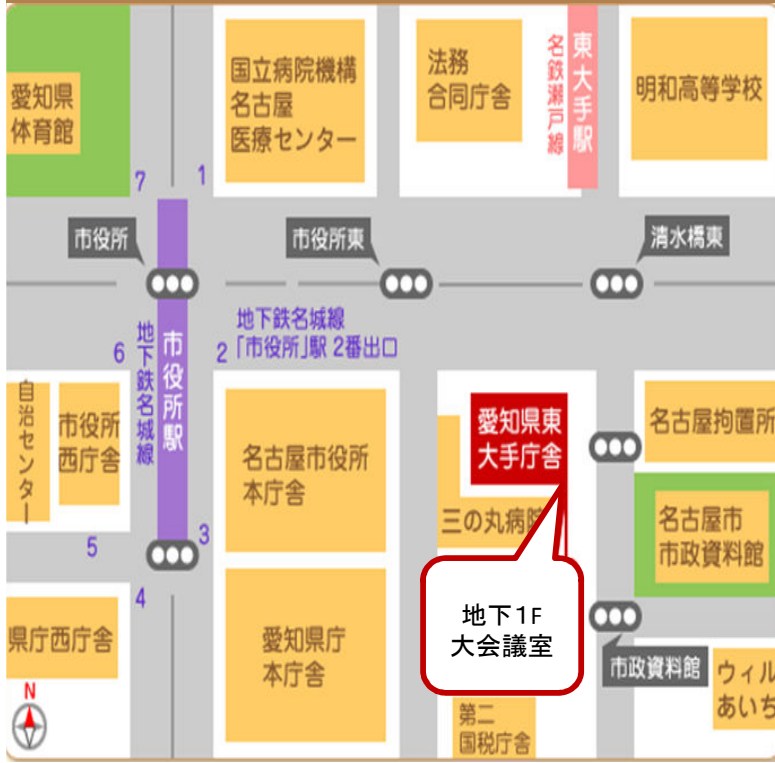 愛知県
体育館
国立病院機構
名古屋
医療センター
法務
合同庁舎
名鉄瀬戸線
東大手駅
明和高等学校
7
1
市役所
市役所東
清水橋東
地下鉄名城線
「市役所」駅 2番出口
2
6
地下鉄名城線
市役所駅
自治センター
市役所
西庁舎
名古屋市役所
本庁舎
愛知県東
大手庁舎
名古屋拘置所
三の丸病院
名古屋市
市政資料館
5
3
4
地下1F
大会議室
県庁西庁舎
愛知県庁
本庁舎
市政資料館
ウィル
あいち
N
第二
国税庁舎